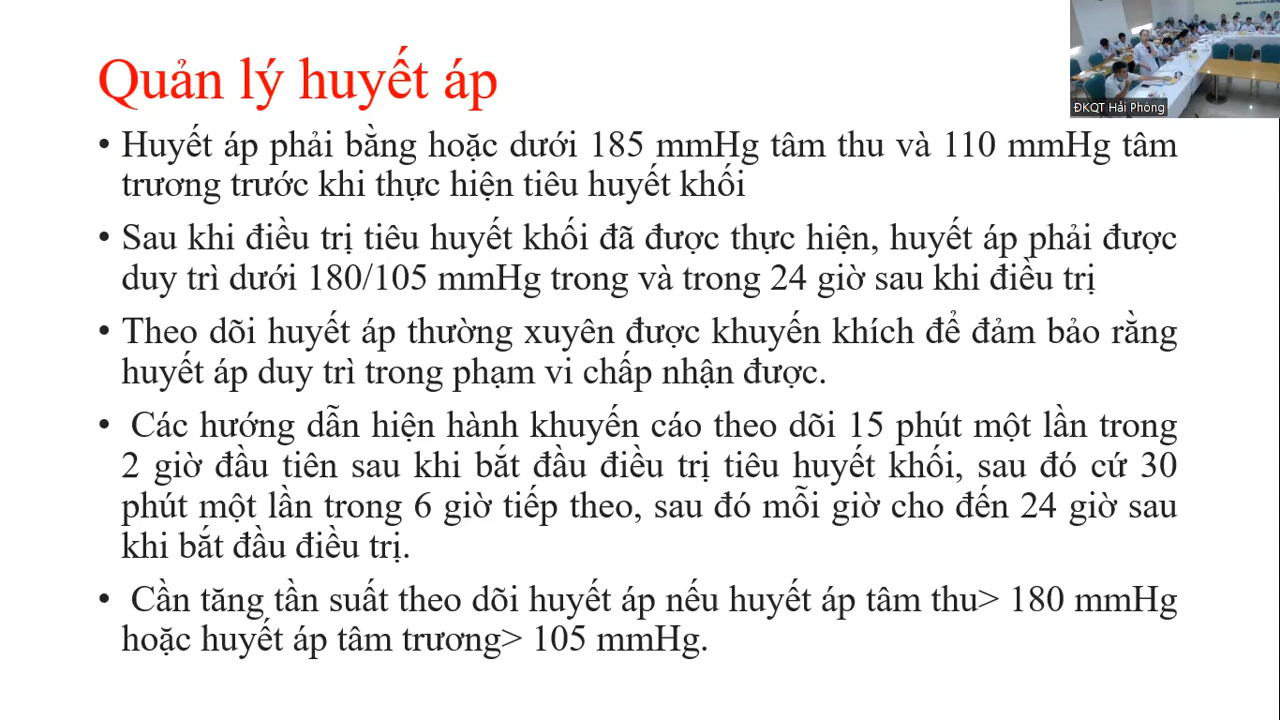 Quản lý huyết áp
ĐKQT Hải Phòng
• Huyết áp phải bằng hoặc dưới 185 mmHg tâm thu và 110 mmHg tâm
trương trước khi thực hiện tiêu huyết khối
• Sau khi điều trị tiêu huyết khối đã được thực hiện, huyết áp phải được
duy trì dưới 180/105 mmHg trong và trong 24 giờ sau khi điều trị
• Theo dõi huyết áp thường xuyên được khuyến khích để đảm bảo rằng
huyết áp duy trì trong phạm vi chấp nhận được.
• Các hướng dẫn hiện hành khuyến cáo theo dõi 15 phút một lần trong
2 giờ đầu tiên sau khi bắt đầu điều trị tiêu huyết khối, sau đó cứ 30
phút một lần trong 6 giờ tiếp theo, sau đó mỗi giờ cho đến 24 giờ sau
khi bắt đầu điều trị.
• Cần tăng tần suất theo dõi huyết áp nếu huyết áp tâm thu> 180 mmHg
hoặc huyết áp tâm trương> 105 mmHg.